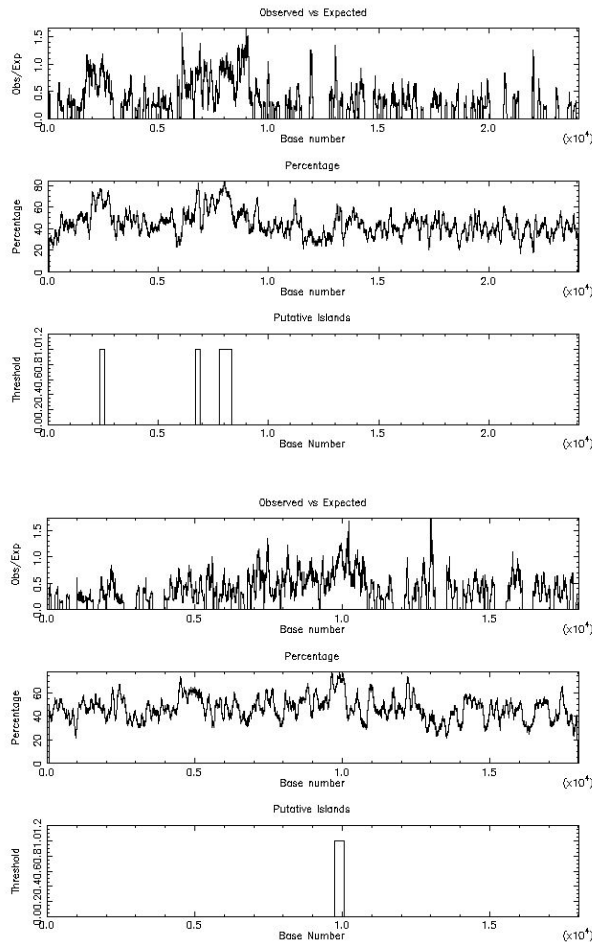 Observed vs Expected
Obs/Exp
0.0 0.5 1.0 1.5
0.0 0.5 1.0 1.5 2.0
Base number
(x10⁴)
Percentage
Percentage
0 20 40 60 80
0.0 0.5 1.0 1.5 2.0
Base number
(x10⁴)
Putative Islands
Threshold
0.00.20.40.60.81.01.2
0.0 0.5 1.0 1.5 2.0
Base Number
(x10⁴)
Observed vs Expected
Obs/Exp
0.0 0.5 1.0 1.5
0.0 0.5 1.0 1.5
Base number
(x10⁴)
Percentage
Percentage
0 20 40 60
0.0 0.5 1.0 1.5
Base number
(x10⁴)
Putative Islands
Threshold
0.00.20.40.60.81.01.2
0.0 0.5 1.0 1.5
Base Number
(x10⁴)